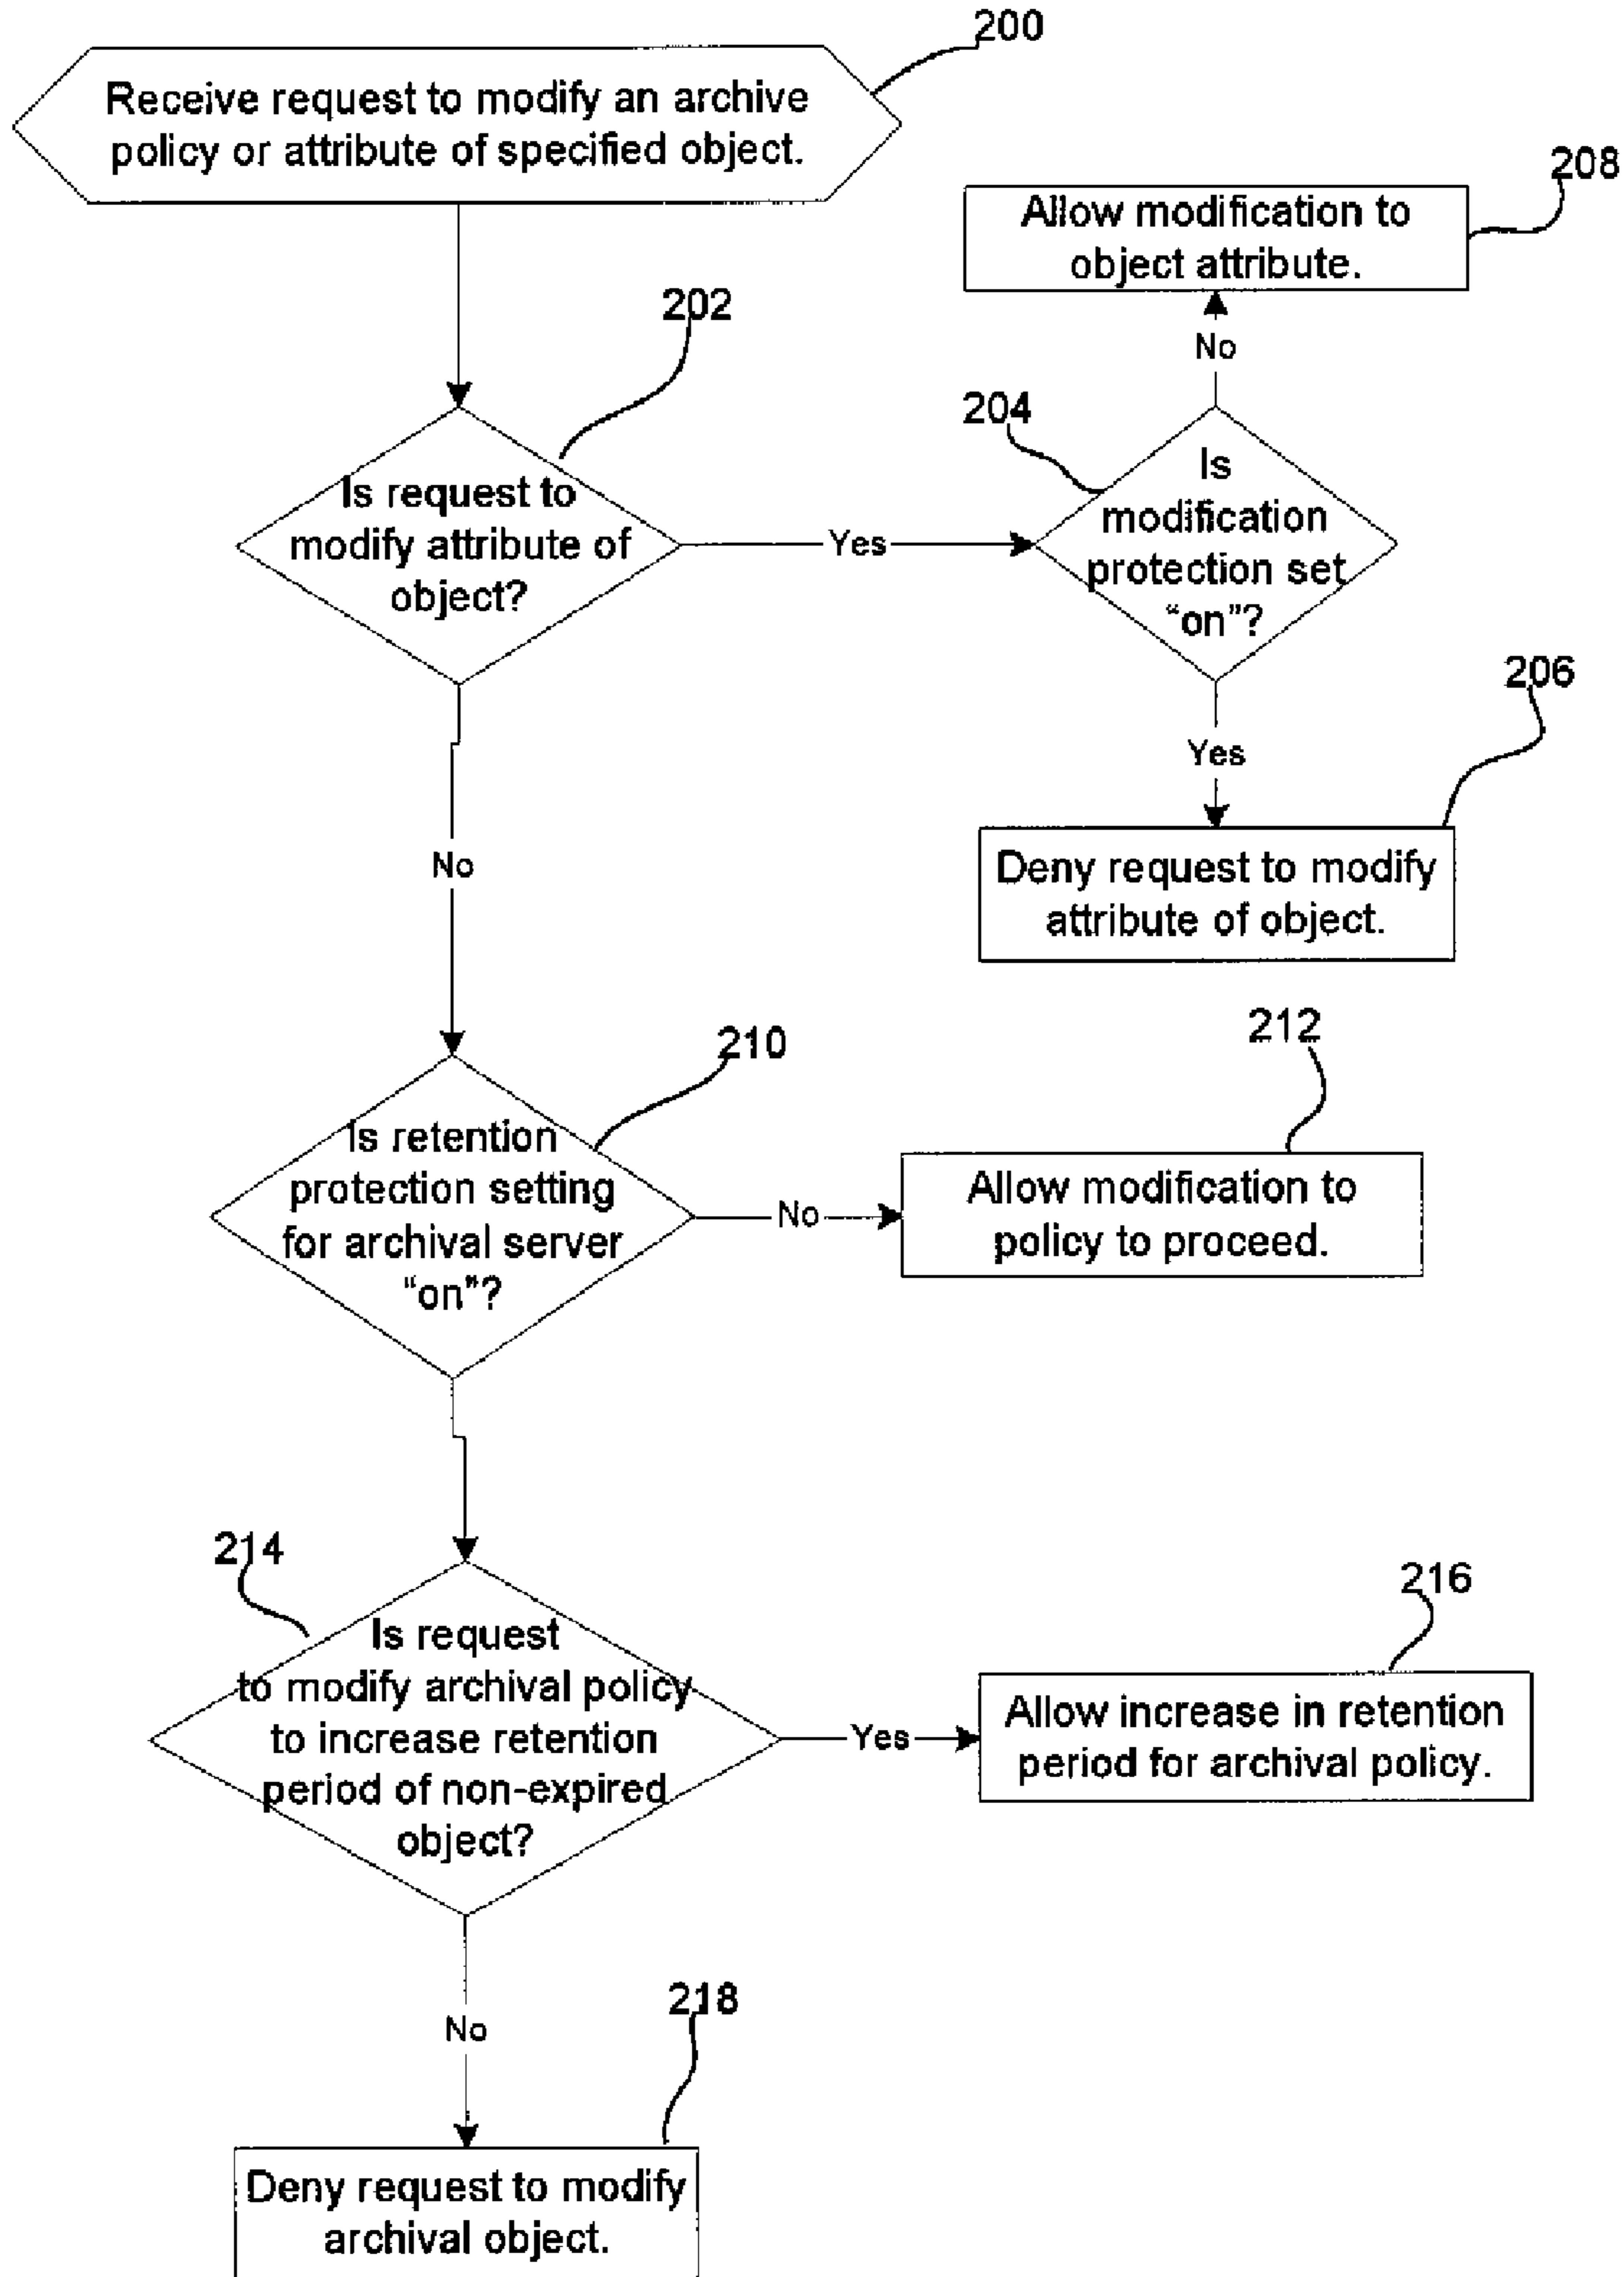 200
Receive request to modify an archive
policy or attribute of specified object.
208
Allow modification to
object attribute.
202
No
204
Is request to
modify attribute of
object?
Yes
Is
modification
protection set
“on”?
206
Yes
Deny request to modify
attribute of object.
No
210
212
Is retention
protection setting
for archival server
“on”?
No
Allow modification to
policy to proceed.
214
216
Is request
to modify archival policy
to increase retention
period of non-expired
object?
Yes
Allow increase in retention
period for archival policy.
No
218
Deny request to modify
archival object.